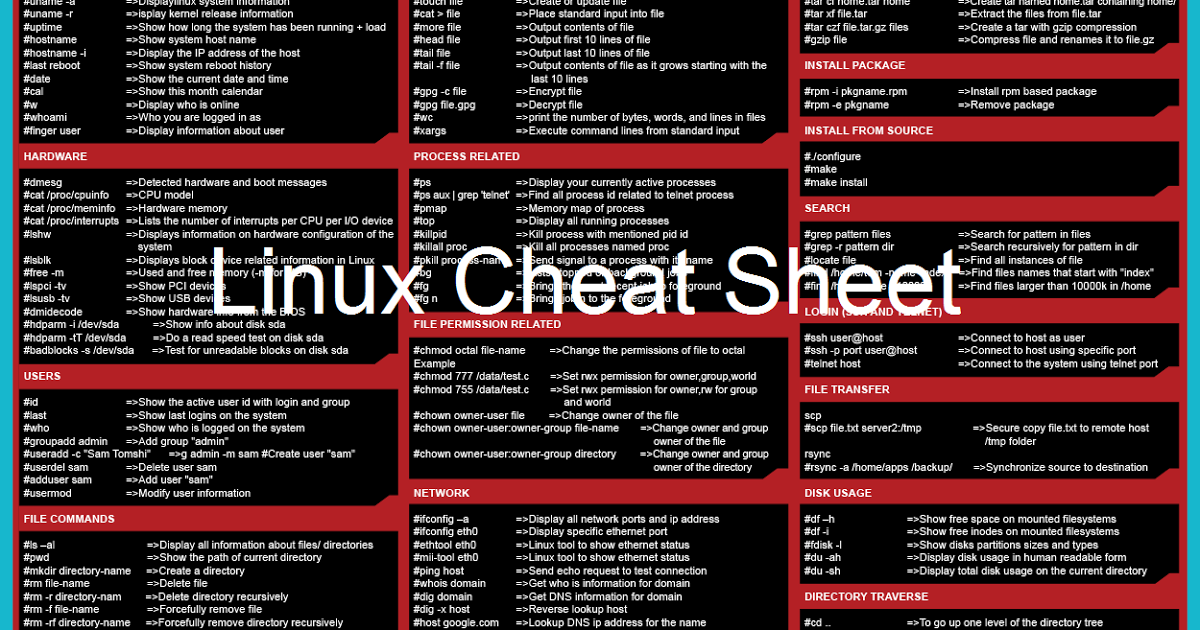 #uname -a =>Displaylinux system information
#uname -r =>isplay kernel release information
#uptime =>Show how long the system has been running + load
#hostname =>Show system host name
#hostname -i =>Display the IP address of the host
#last reboot =>Show system reboot history
#date =>Show the current date and time
#cal =>Show this month calendar
#w =>Display who is online
#whoami =>Who you are logged in as
#finger user =>Display information about user
HARDWARE
#dmesg =>Detected hardware and boot messages
#cat /proc/cpuinfo =>CPU model
#cat /proc/meminfo =>Hardware memory
#cat /proc/interrupts =>Lists the number of interrupts per CPU per I/O device
#lshw =>Displays information on hardware configuration of the
system
#lsblk =>Displays block device related information in Linux
#free -m =>Used and free memory (-m for MB)
#lspci -tv =>Show PCI devices
#lsusb -tv =>Show USB devices
#dmidecode =>Show hardware info from the BIOS
#hdparm -i /dev/sda =>Show info about disk sda
#hdparm -tT /dev/sda =>Do a read speed test on disk sda
#badblocks -s /dev/sda =>Test for unreadable blocks on disk sda
USERS
#id =>Show the active user id with login and group
#last =>Show last logins on the system
#who =>Show who is logged on the system
#groupadd admin =>Add group "admin"
#useradd -c "Sam Tomshi" =>g admin -m sam #Create user "sam"
#userdel sam =>Delete user sam
#adduser sam =>Add user "sam"
#usermod =>Modify user information
FILE COMMANDS
#ls –al =>Display all information about files/ directories
#pwd =>Show the path of current directory
#mkdir directory-name =>Create a directory
#rm file-name =>Delete file
#rm -r directory-nam =>Delete directory recursively
#rm -f file-name =>Forcefully remove file
#rm -rf directory-name =>Forcefully remove directory recursively
#touch file =>Create or update file
#cat > file =>Place standard input into file
#more file =>Output contents of file
#head file =>Output first 10 lines of file
#tail file =>Output last 10 lines of file
#tail -f file =>Output contents of file as it grows starting with the
last 10 lines
#gpg -c file =>Encrypt file
#gpg file.gpg =>Decrypt file
#wc =>print the number of bytes, words, and lines in files
#xargs =>Execute command lines from standard input
PROCESS RELATED
#ps =>Display your currently active processes
#ps aux | grep 'telnet' =>Find all process id related to telnet process
#pmap =>Memory map of process
#top =>Display all running processes
#killpid =>Kill process with mentioned pid id
#killall proc =>Kill all processes named proc
#pkill process-name =>Send signal to a process with its name
#bg
#fg foreground
#fg n =>Brings job n to the foreground
Linux Cheat Sheet
FILE PERMISSION RELATED
#chmod octal file-name =>Change the permissions of file to octal
Example
#chmod 777 /data/test.c =>Set rwx permission for owner,group,world
#chmod 755 /data/test.c =>Set rwx permission for owner,rw for group
and world
#chown owner-user file =>Change owner of the file
#chown owner-user:owner-group file-name =>Change owner and group
owner of the file
#chown owner-user:owner-group directory =>Change owner and group
owner of the directory
NETWORK
#ifconfig –a =>Display all network ports and ip address
#ifconfig eth0 =>Display specific ethernet port
#ethtool eth0 =>Linux tool to show ethernet status
#mii-tool eth0 =>Linux tool to show ethernet status
#ping host =>Send echo request to test connection
#whois domain =>Get who is information for domain
#dig domain =>Get DNS information for domain
#dig -x host =>Reverse lookup host
#host google.com =>Lookup DNS ip address for the name
#tar cf home.tar home =>Create tar named home.tar containing home/
#tar xf file.tar =>Extract the files from file.tar
#tar czf file.tar.gz files =>Create a tar with gzip compression
#gzip file =>Compress file and renames it to file.gz
INSTALL PACKAGE
#rpm -i pkgname.rpm =>Install rpm based package
#rpm -e pkgname =>Remove package
INSTALL FROM SOURCE
#./configure
#make
#make install
SEARCH
#grep pattern files =>Search for pattern in files
#grep -r pattern dir =>Search recursively for pattern in dir
#locate file =>Find all instances of file
=>Find files names that start with "index"
=>Find files larger than 10000k in /home
LOGIN (SSH AND TELNET)
#ssh user@host =>Connect to host as user
#ssh -p port user@host =>Connect to host using specific port
#telnet host =>Connect to the system using telnet port
FILE TRANSFER
scp
#scp file.txt server2:/tmp =>Secure copy file.txt to remote host
/tmp folder
rsync
#rsync -a /home/apps /backup/ =>Synchronize source to destination
DISK USAGE
#df –h =>Show free space on mounted filesystems
#df -i =>Show free inodes on mounted filesystems
#fdisk -l =>Show disks partitions sizes and types
#du -ah =>Display disk usage in human readable form
#du -sh =>Display total disk usage on the current directory
DIRECTORY TRAVERSE
#cd .. =>To go up one level of the directory tree